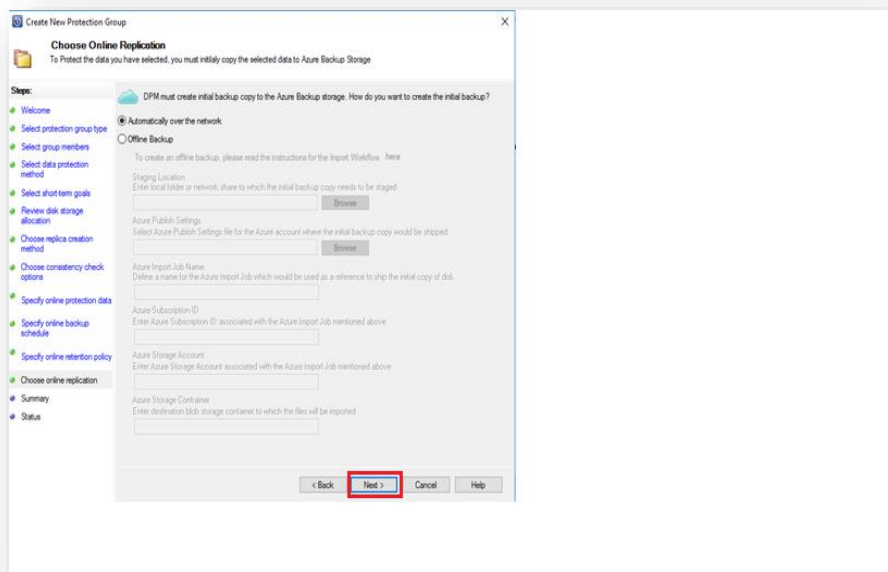 Create New Protection Group
X
Choose Online Replication
To Protect the data you have selected, you must initilaly copy the selected data to Azure Backup Storage
Steps:
Welcome
Select protection group type
Select group members
Select data protection
method
Select short-term goals
Review disk storage
allocation
Choose replica creation
method
Choose consistency check
options
Specify online protection data
Specify online backup
schedule
Specify online retention policy
Choose online replication
Summary
Status
DPM must create initial backup copy to the Azure Backup storage. How do you want to create the initial backup?
Automatically over the network
Offline Backup
To create an offline backup, please read the instructions for the Import Workflow here
Staging Location
Enter local folder or network share to which the initial backup copy needs to be staged
Browse
Azure Publish Settings
Select Azure Publish Settings file for the Azure account where the initial backup copy would be shipped
Browse
Azure Import Job Name
Define a name for the Azure Import Job which would be used as a reference to ship the initial copy of disk.
Azure Subscription ID
Enter Azure Subscription ID associated with the Azure Import Job mentioned above
Azure Storage Account
Enter Azure Storage Account associated with the Azure Import Job mentioned above
Azure Storage Container
Enter destination blob storage container to which the files will be imported
< Back
Next >
Cancel
Help